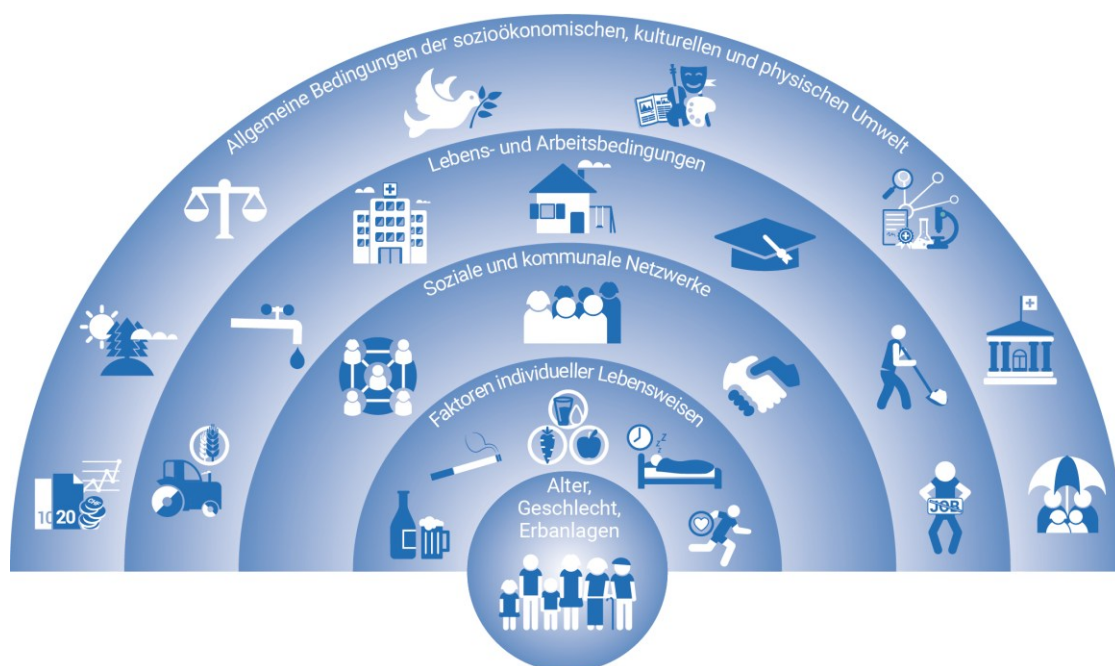 Allgemeine Bedingungen der sozioökonomischen, kulturellen und physischen Umwelt
Lebens- und Arbeitsbedingungen
Soziale und kommunale Netzwerke
Faktoren individueller Lebensweisen
Alter,
Geschlecht,
Erbanlagen
10
20
CHF
JOB